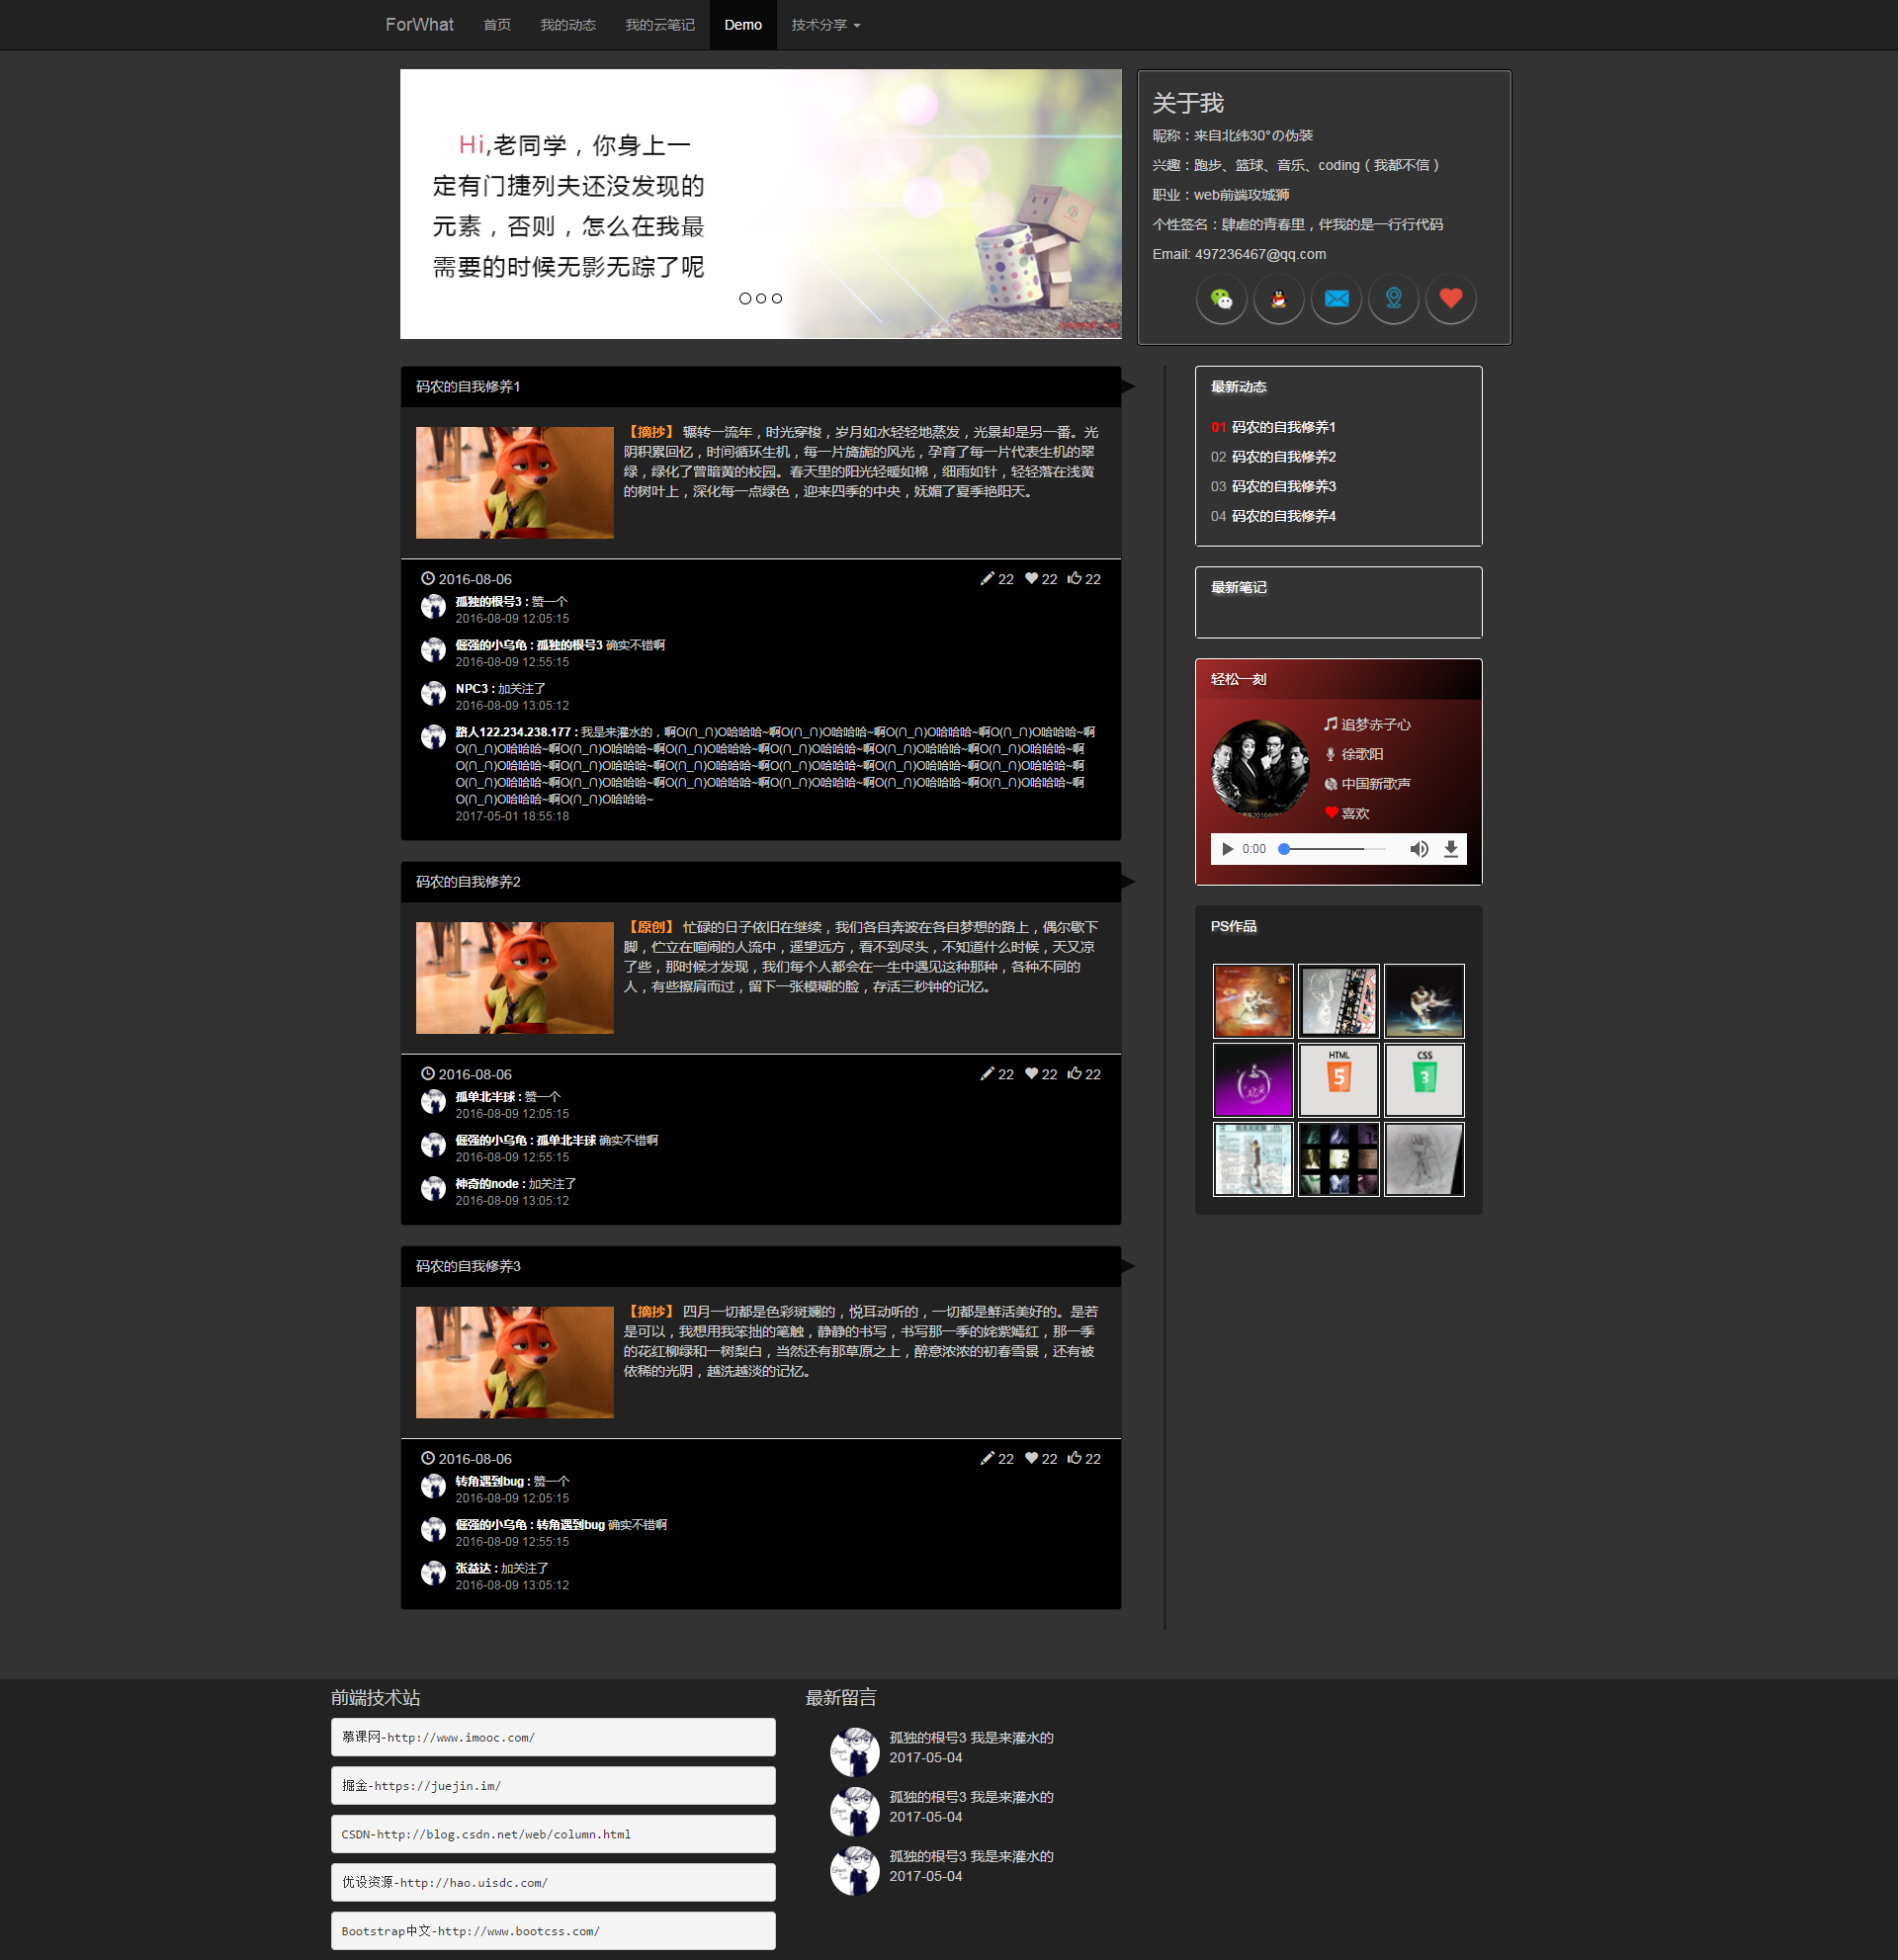 ForWhat 首页 我的动态 我的云笔记 Demo 技术分享
Hi,老同学，你身上一
定有门捷列夫还没发现的
元素，否则，怎么在我最
需要的时候无影无踪了呢
关于我
昵称：来自北纬30°の伪装
兴趣：跑步、篮球、音乐、coding（我都不信）
职业：web前端攻城狮
个性签名：肆虐的青春里，伴我的是一行行代码
Email: 497236467@qq.com
码农的自我修养1
【摘抄】 辗转一流年，时光穿梭，岁月如水轻轻地蒸发，光景却是另一番。光
阴积累回忆，时间循环生机，每一片旖旎的风光，孕育了每一片代表生机的翠
绿，绿化了曾暗黄的校园。春天里的阳光轻暖如棉，细雨如针，轻轻落在浅黄
的树叶上，深化每一点绿色，迎来四季的中央，妩媚了夏季艳阳天。
2016-08-06 22 22 22
孤独的根号3 : 赞一个
2016-08-09 12:05:15
倔强的小乌龟 : 孤独的根号3 确实不错啊
2016-08-09 12:55:15
NPC3 : 加关注了
2016-08-09 13:05:12
路人122.234.238.177 : 我是来灌水的，啊O(∩_∩)O哈哈哈~啊O(∩_∩)O哈哈哈~啊O(∩_∩)O哈哈哈~啊O(∩_∩)O哈哈哈~啊
O(∩_∩)O哈哈哈~啊O(∩_∩)O哈哈哈~啊O(∩_∩)O哈哈哈~啊O(∩_∩)O哈哈哈~啊O(∩_∩)O哈哈哈~啊O(∩_∩)O哈哈哈~啊
O(∩_∩)O哈哈哈~啊O(∩_∩)O哈哈哈~啊O(∩_∩)O哈哈哈~啊O(∩_∩)O哈哈哈~啊O(∩_∩)O哈哈哈~啊O(∩_∩)O哈哈哈~啊
O(∩_∩)O哈哈哈~啊O(∩_∩)O哈哈哈~啊O(∩_∩)O哈哈哈~啊O(∩_∩)O哈哈哈~啊O(∩_∩)O哈哈哈~啊O(∩_∩)O哈哈哈~啊
O(∩_∩)O哈哈哈~啊O(∩_∩)O哈哈哈~
2017-05-01 18:55:18
码农的自我修养2
【原创】 忙碌的日子依旧在继续，我们各自奔波在各自梦想的路上，偶尔歇下
脚，伫立在喧闹的人流中，遥望远方，看不到尽头，不知道什么时候，天又凉
了些，那时候才发现，我们每个人都会在一生中遇见这种那种，各种不同的
人，有些擦肩而过，留下一张模糊的脸，存活三秒钟的记忆。
2016-08-06 22 22 22
孤单北半球 : 赞一个
2016-08-09 12:05:15
倔强的小乌龟 : 孤单北半球 确实不错啊
2016-08-09 12:55:15
神奇的node : 加关注了
2016-08-09 13:05:12
码农的自我修养3
【摘抄】 四月一切都是色彩斑斓的，悦耳动听的，一切都是鲜活美好的。是若
是可以，我想用我笨拙的笔触，静静的书写，书写那一季的姹紫嫣红，那一季
的花红柳绿和一树梨白，当然还有那草原之上，醉意浓浓的初春雪景，还有被
依稀的光阴，越洗越淡的记忆。
2016-08-06 22 22 22
转角遇到bug : 赞一个
2016-08-09 12:05:15
倔强的小乌龟 : 转角遇到bug 确实不错啊
2016-08-09 12:55:15
张益达 : 加关注了
2016-08-09 13:05:12
最新动态
01 码农的自我修养1
02 码农的自我修养2
03 码农的自我修养3
04 码农的自我修养4
最新笔记
轻松一刻
追梦赤子心
徐歌阳
中国新歌声
喜欢
0:00
PS作品
HTML
5
CSS
3
前端技术站
慕课网-http://www.imooc.com/
掘金-https://juejin.im/
CSDN-http://blog.csdn.net/web/column.html
优设资源-http://hao.uisdc.com/
Bootstrap中文-http://www.bootcss.com/
最新留言
孤独的根号3 我是来灌水的
2017-05-04
孤独的根号3 我是来灌水的
2017-05-04
孤独的根号3 我是来灌水的
2017-05-04